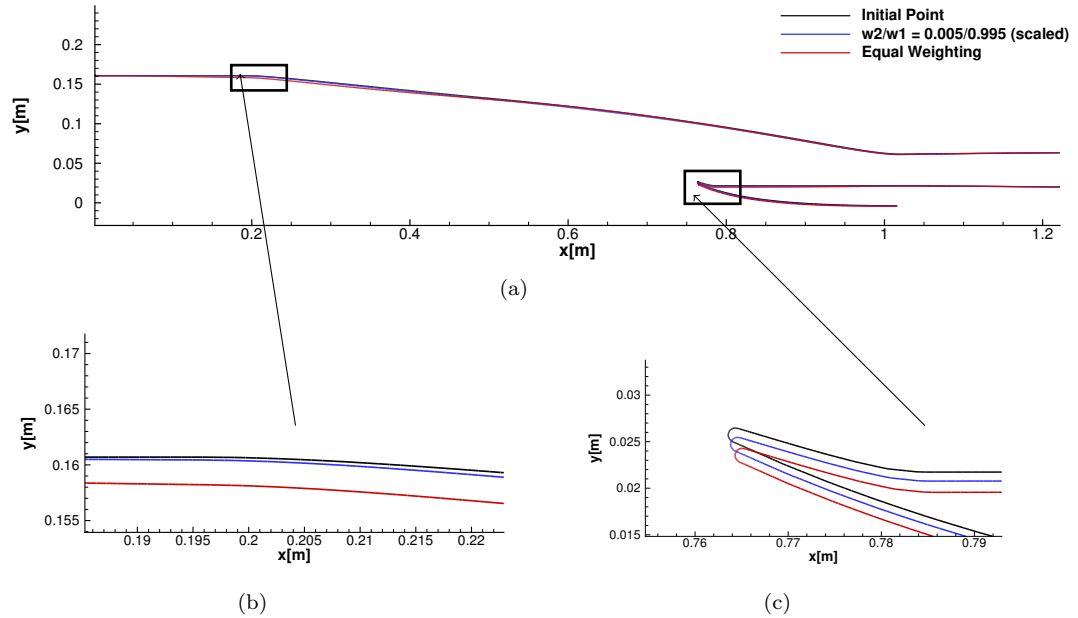 Initial Point
w2/w1 = 0.005/0.995 (scaled)
Equal Weighting
y[m]
0.2
0.15
0.1
0.05
0
0.2 0.4 0.6 0.8 1 1.2
x[m]
(a)
y[m]
0.17
0.165
0.16
0.155
0.19 0.195 0.2 0.205 0.21 0.215 0.22
x[m]
(b)
y[m]
0.03
0.025
0.02
0.015
0.76 0.77 0.78 0.79
x[m]
(c)